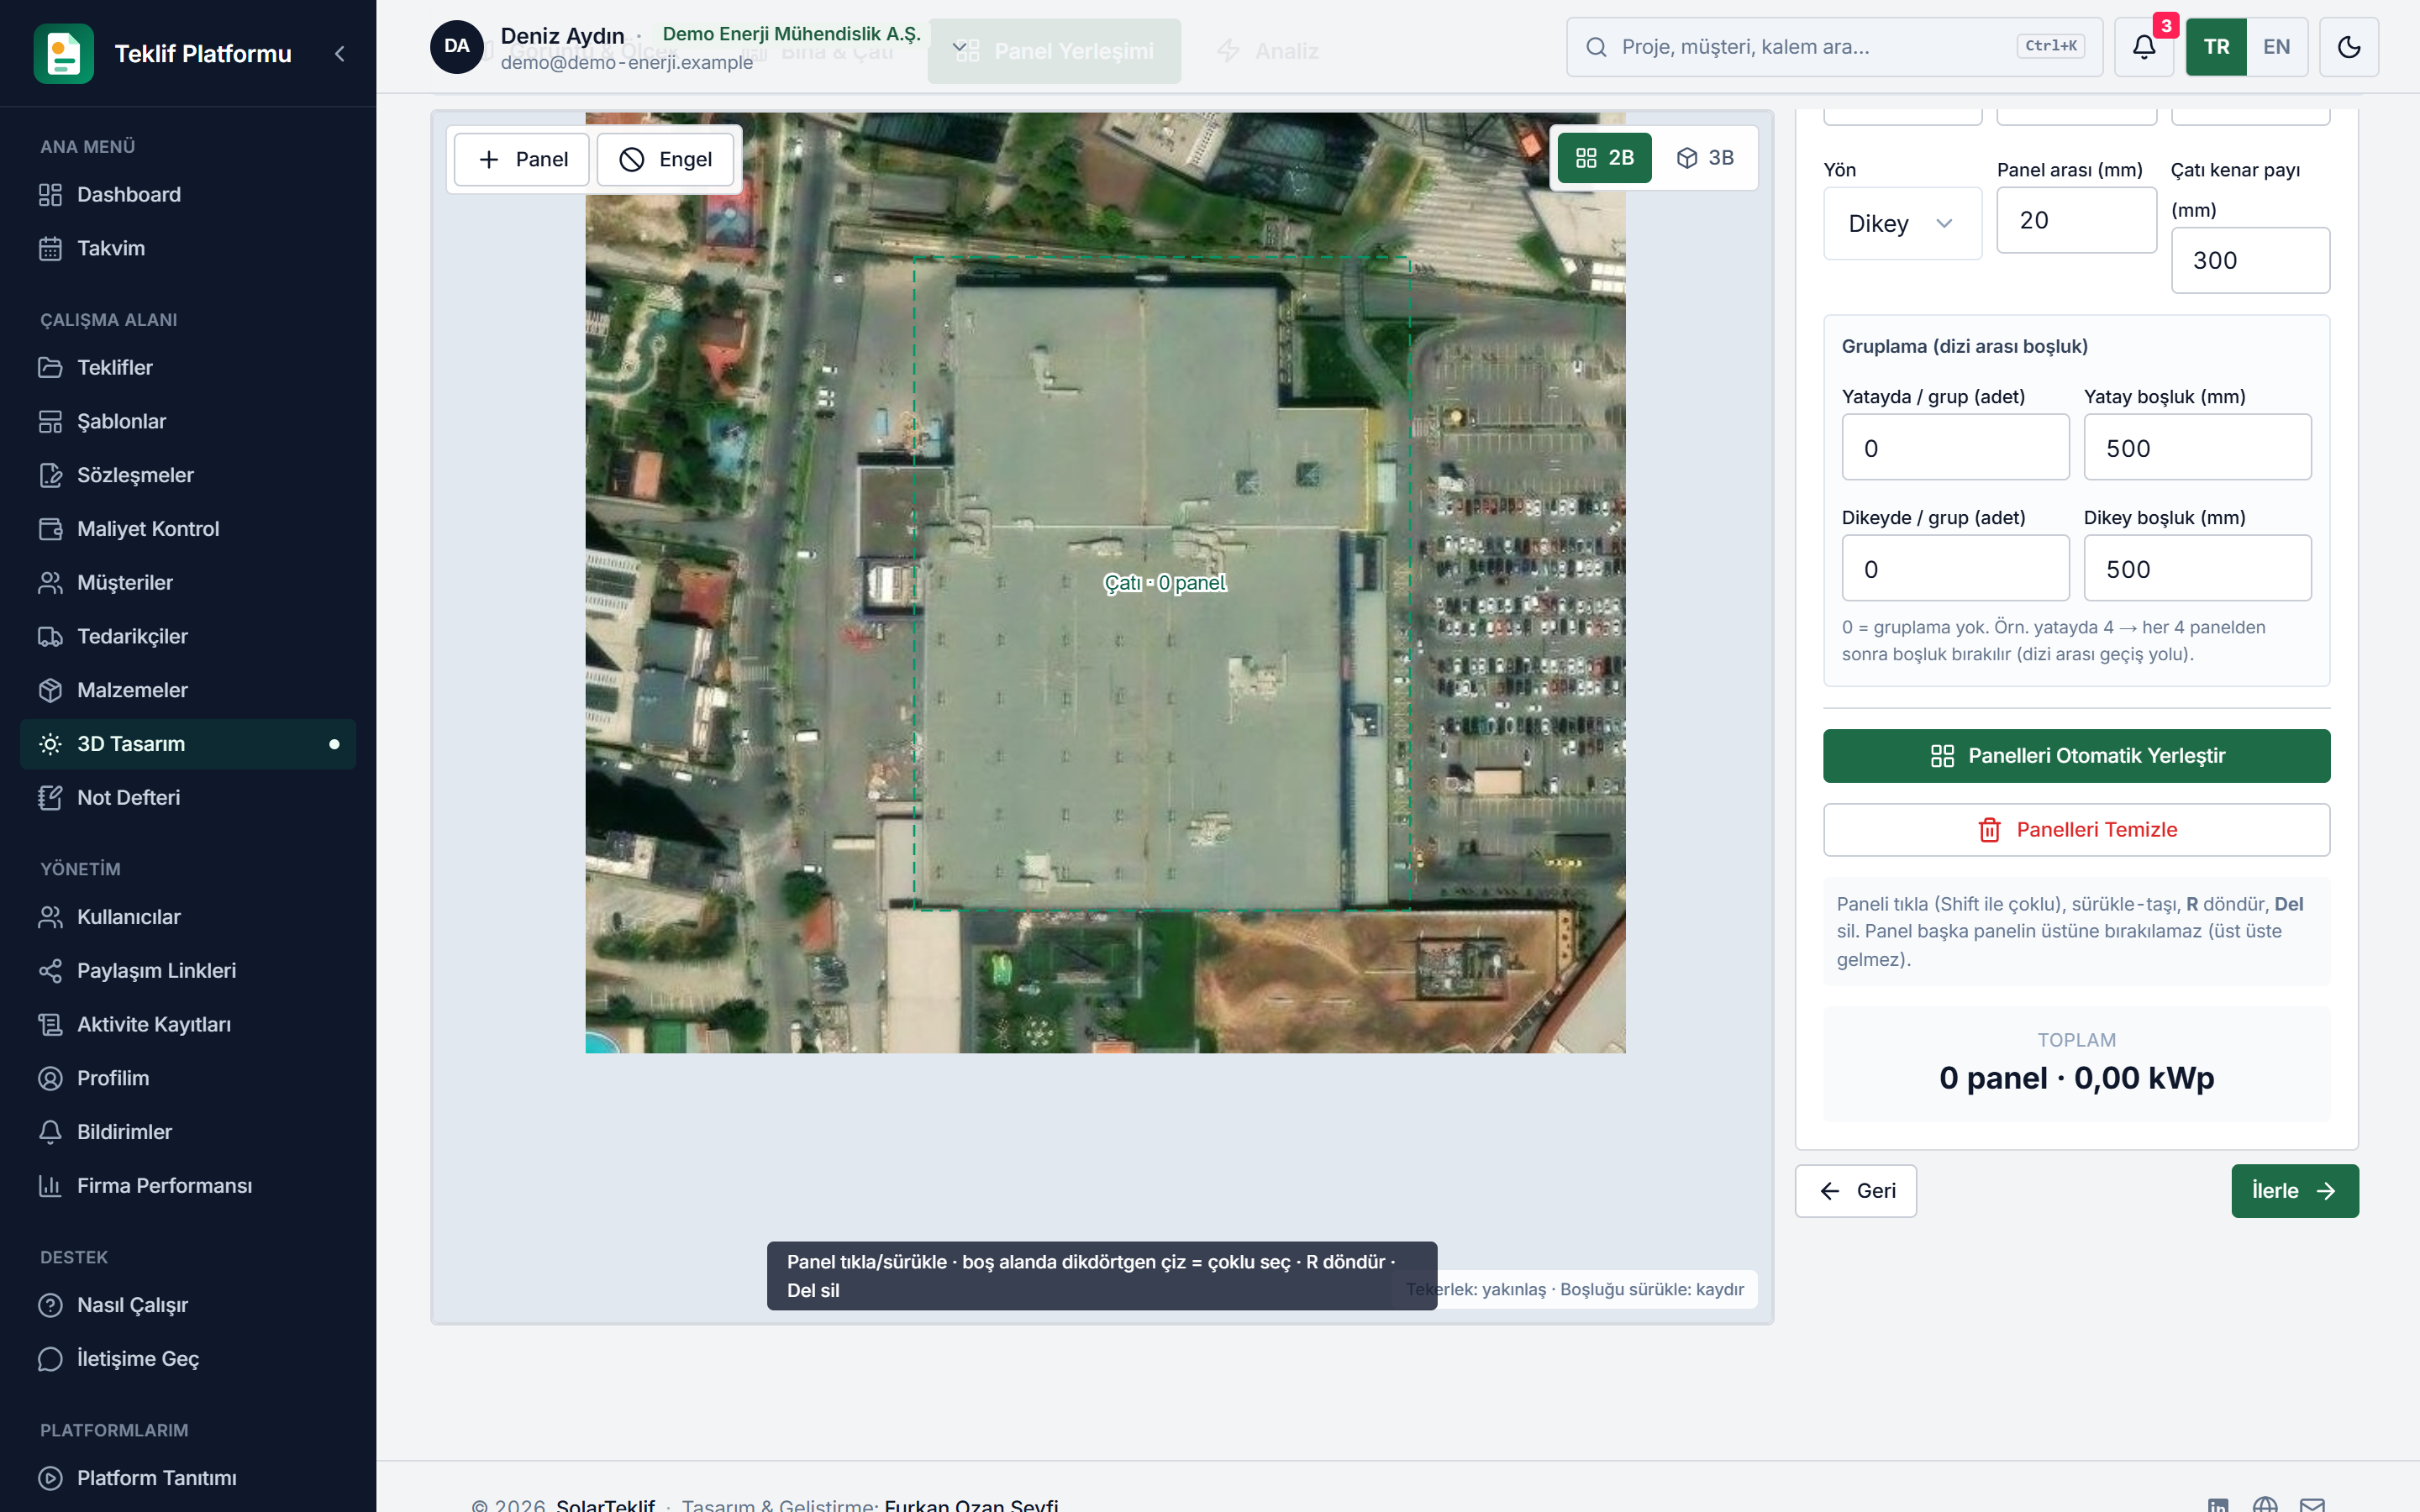 Teklif Platformu
ANA MENÜ
Dashboard
Takvim
ÇALIŞMA ALANI
Teklifler
Şablonlar
Sözleşmeler
Maliyet Kontrol
Müşteriler
Tedarikçiler
Malzemeler
3D Tasarım
Not Defteri
YÖNETİM
Kullanıcılar
Paylaşım Linkleri
Aktivite Kayıtları
Profilim
Bildirimler
Firma Performansı
DESTEK
Nasıl Çalışır
İletişime Geç
PLATFORMLARIM
Platform Tanıtımı
DA
Deniz Aydın · Demo Enerji Mühendislik A.Ş.
demo@demo-enerji.example
Görüntü & Ölçek
Bina & Çatı
Panel Yerleşimi
Analiz
Proje, müşteri, kalem ara...
Ctrl+K
3
TR
EN
Panel
Engel
2B
3B
Çatı · 0 panel
Panel tıkla/sürükle · boş alanda dikdörtgen çiz = çoklu seç · R döndür ·
Del sil
Tekerlek: yakınlaş · Boşluğu sürükle: kaydır
Yön
Panel arası (mm)
Çatı kenar payı
(mm)
Dikey
20
300
Gruplama (dizi arası boşluk)
Yatayda / grup (adet)
Yatay boşluk (mm)
0
500
Dikeyde / grup (adet)
Dikey boşluk (mm)
0
500
0 = gruplama yok. Örn. yatayda 4 → her 4 panelden
sonra boşluk bırakılır (dizi arası geçiş yolu).
Panelleri Otomatik Yerleştir
Panelleri Temizle
Paneli tıkla (Shift ile çoklu), sürükle-taşı, R döndür, Del
sil. Panel başka panelin üstüne bırakılamaz (üst üste
gelmez).
TOPLAM
0 panel · 0,00 kWp
Geri
İlerle
© 2026 SolarTeklif · Tasarım & Geliştirme: Furkan Ozan Seyfi